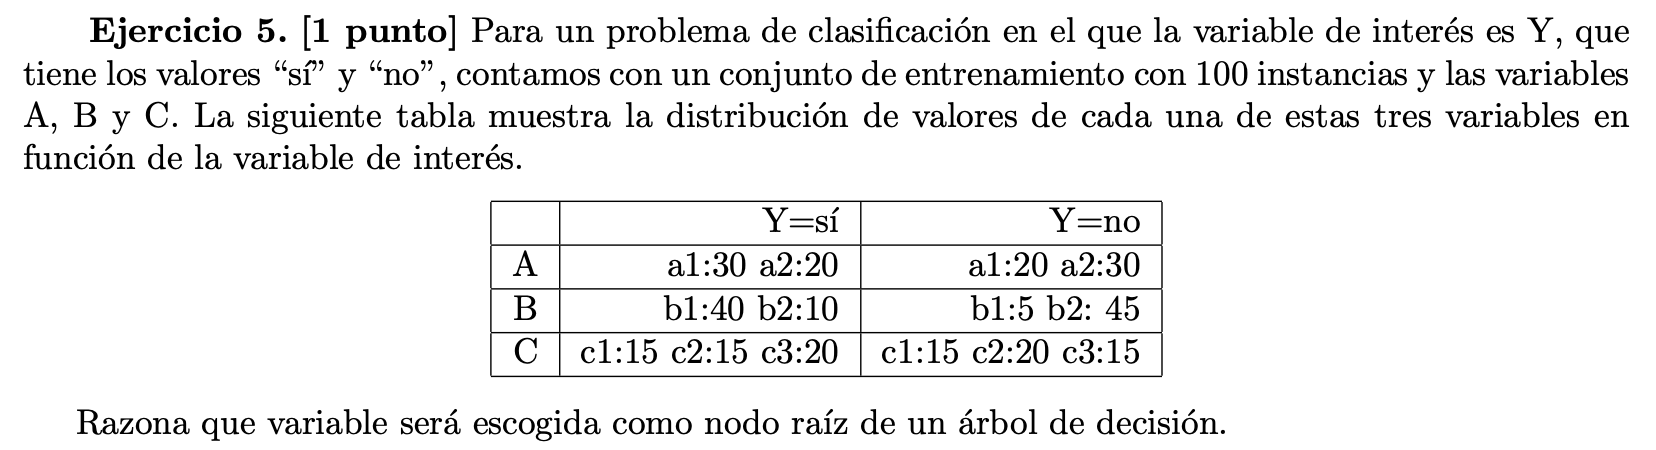 Ejercicio 5. [1 punto] Para un problema de clasificación en el que la variable de interés es Y, que
tiene los valores “sí” y “no”, contamos con un conjunto de entrenamiento con 100 instancias y las variables
A, B y C. La siguiente tabla muestra la distribución de valores de cada una de estas tres variables en
función de la variable de interés.
Y=sí Y=no
A a1:30 a2:20 a1:20 a2:30
B b1:40 b2:10 b1:5 b2: 45
C c1:15 c2:15 c3:20 c1:15 c2:20 c3:15
Razona que variable será escogida como nodo raíz de un árbol de decisión.